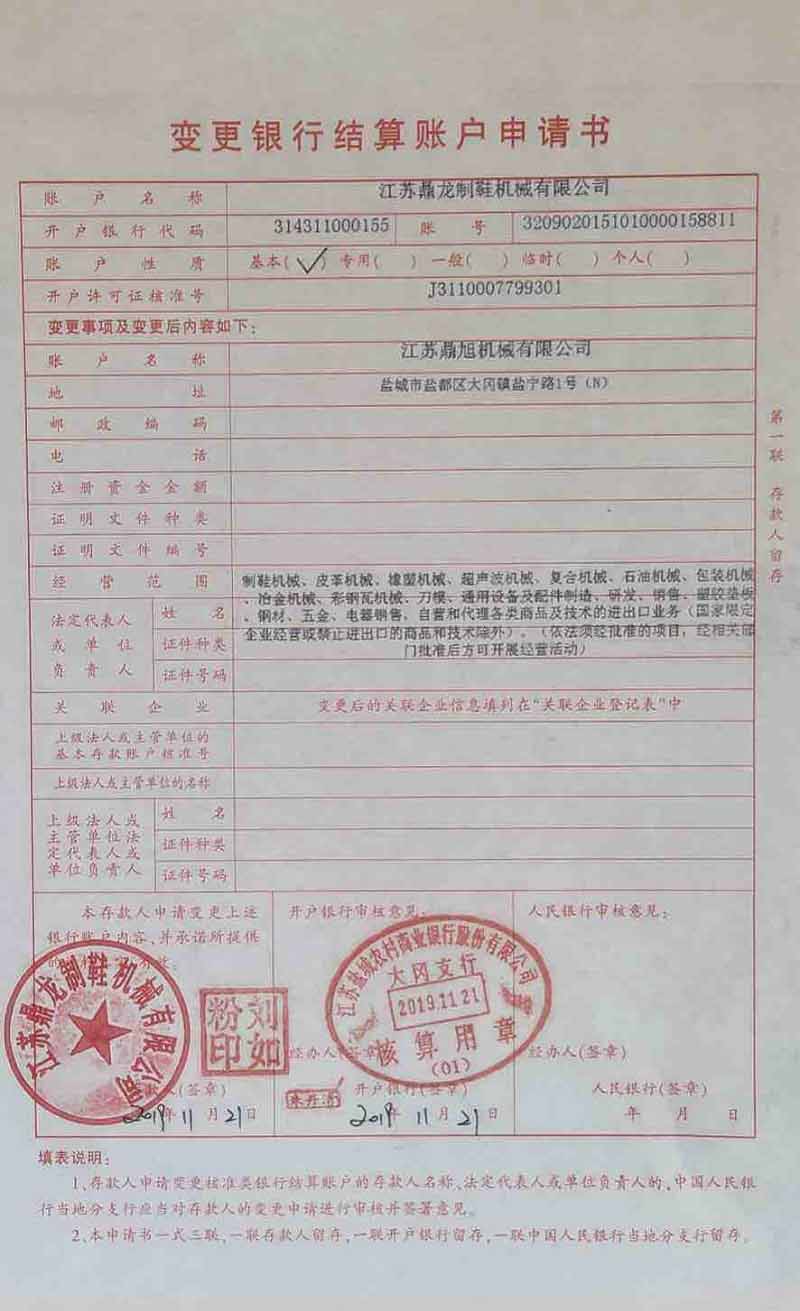 变更银行结算账户申请书
账户名称 江苏鼎龙制鞋机械有限公司
开户银行代码 314311000155 账号 3209020151010000158811
账户性质 基本(✓) 专用( ) 一般( ) 临时( ) 个人( )
开户许可证核准号 J3110007799301
变更事项及变更后内容如下:
账户名称 江苏鼎旭机械有限公司
地址 盐城市盐都区大冈镇盐宁路1号(N)
邮政编码
电话
注册资金金额
证明文件种类
证明文件编号
经营范围 制鞋机械、皮革机械、橡塑机械、超声波机械、复合机械、石油机械、包装机械
、冶金机械、彩钢瓦机械、刀模、通用设备及配件制造、研发、销售、塑胶垫板
、钢材、五金、电器销售、自营和代理各类商品及技术的进出口业务(国家限定
企业经营或禁止进出口的商品和技术除外)。(依法须经批准的项目,经相关部
门批准后方可开展经营活动)
法定代表人
或单位
负责人
姓名
证件种类
证件号码
关联企业 变更后的关联企业信息填列在"关联企业登记表"中
上级法人或主管单位的
基本存款账户核准号
上级法人或主管单位的名称
上级法人或
主管单位法
定代表人或
单位负责人
姓名
证件种类
证件号码
本存款人申请变更上述
银行账户内容,并承诺所提供
江苏鼎龙制鞋机械有限公司
刘如
粉印
款人(签章)
2019年11月21日
开户银行审核意见:
江苏盐城农村商业银行股份有限公司
大冈支行
2019.11.21
核算用章
(01)
经办人(签章)
开户银行(签章)
2019年11月21日
人民银行审核意见:
经办人(签章)
人民银行(签章)
年 月 日
第一联 存款人留存
填表说明:
1、存款人申请变更核准类银行结算账户的存款人名称、法定代表人或单位负责人的,中国人民银
行当地分支行应当对存款人的变更申请进行审核并签署意见。
2、本申请书一式三联,一联存款人留存,一联开户银行留存,一联中国人民银行当地分支行留存。